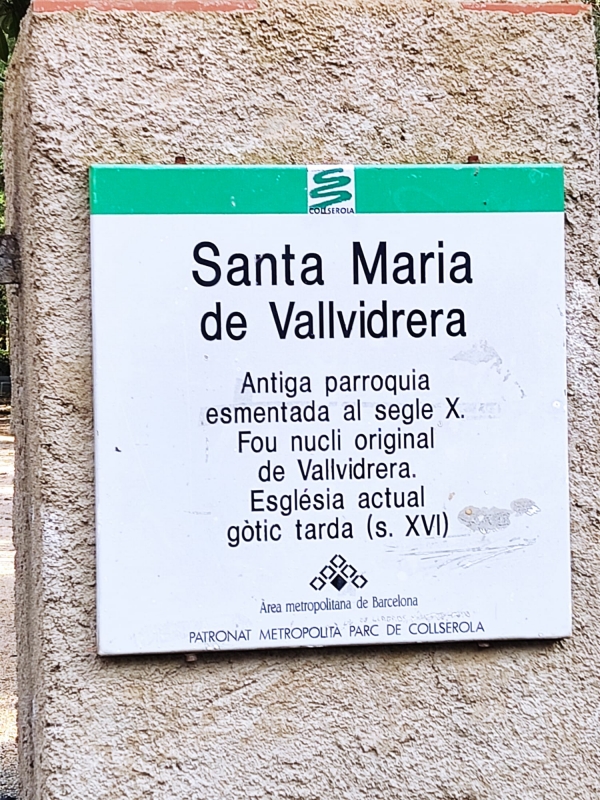 COLLSEROLA
Santa Maria
de Vallvidrera
Antiga parroquia
esmentada al segle X.
Fou nucli original
de Vallvidrera.
Església actual
gòtic tarda (s. XVI)
Àrea metropolitana de Barcelona
PATRONAT METROPOLITÀ PARC DE COLLSEROLA